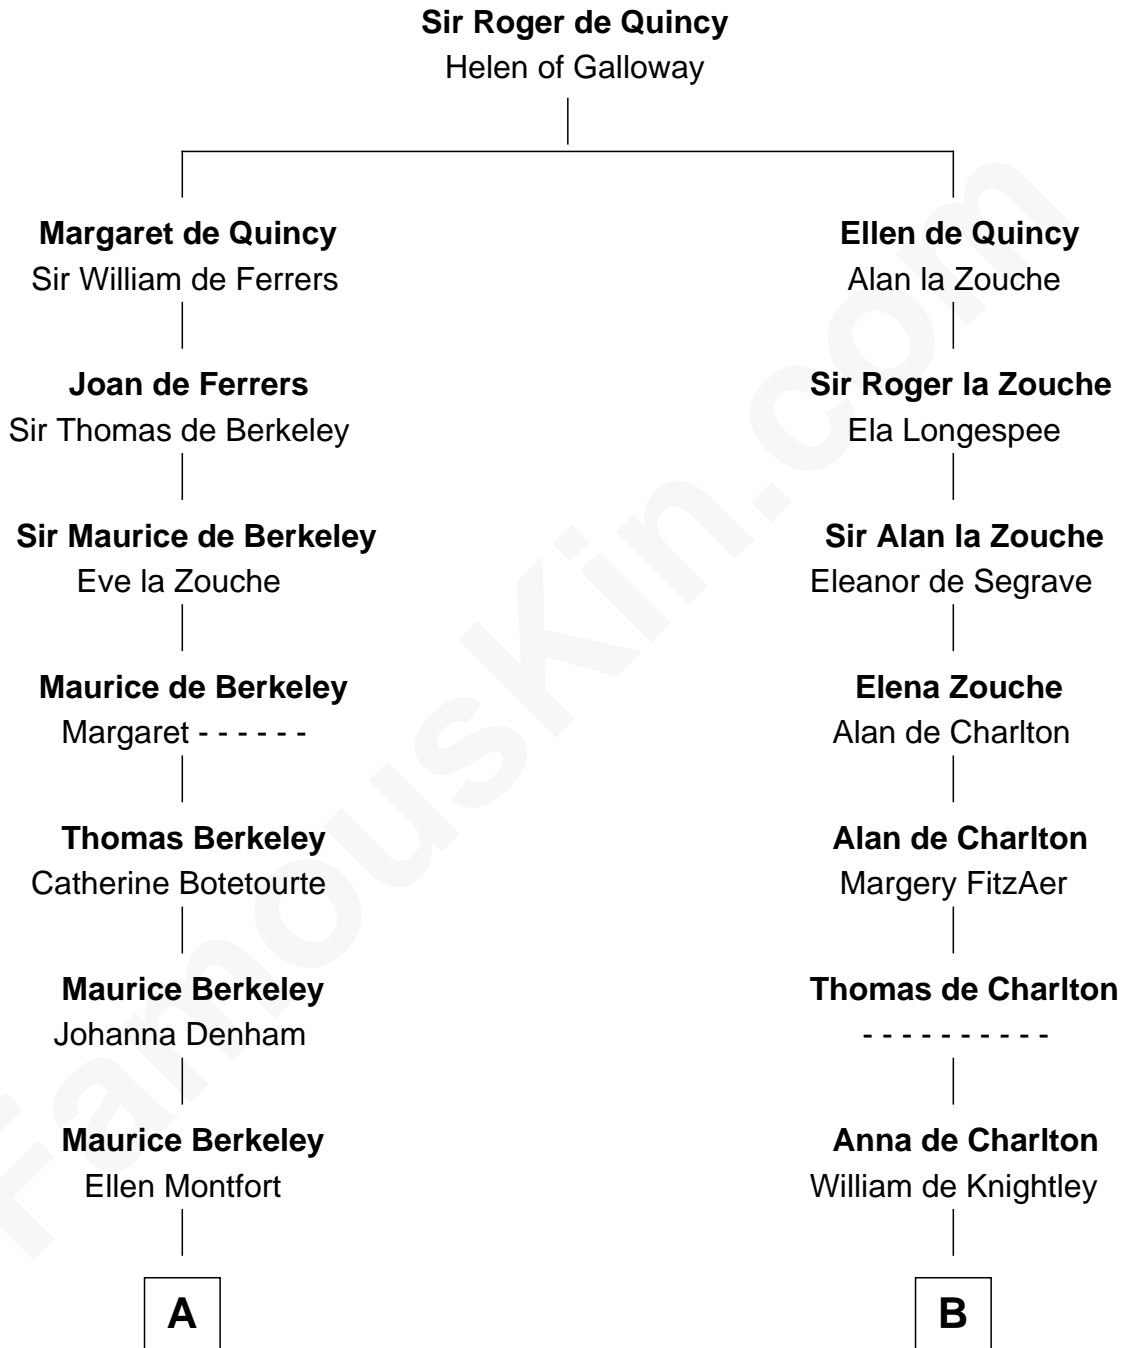 Sir Roger de Quincy
Helen of Galloway
Margaret de Quincy
Sir William de Ferrers
Ellen de Quincy
Alan la Zouche
Joan de Ferrers
Sir Thomas de Berkeley
Sir Roger la Zouche
Ela Longespee
Sir Maurice de Berkeley
Eve la Zouche
Sir Alan la Zouche
Eleanor de Segrave
Maurice de Berkeley
Margaret - - - - - -
Elena Zouche
Alan de Charlton
Thomas Berkeley
Catherine Botetourte
Alan de Charlton
Margery FitzAer
Maurice Berkeley
Johanna Denham
Thomas de Charlton
- - - - - - - - - -
Maurice Berkeley
Ellen Montfort
Anna de Charlton
William de Knightley
A
B
FamousKin.com